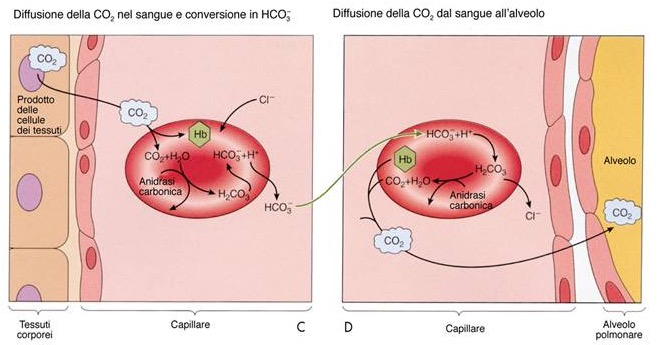 Diffusione della CO₂ nel sangue e conversione in HCO₃⁻
CO₂
Prodotto
delle
cellule
dei tessuti
CO₂
Cl⁻
Hb
CO₂+H₂O
HCO₃⁻+H⁺
Anidrasi
carbonica
H₂CO₃
HCO₃⁻
Tessuti
corporei
Capillare
C
Diffusione della CO₂ dal sangue all'alveolo
HCO₃⁻+H⁺
Hb
H₂CO₃
CO₂+H₂O
Anidrasi
carbonica
Cl⁻
CO₂
Alveolo
CO₂
D
Capillare
Alveolo
polmonare